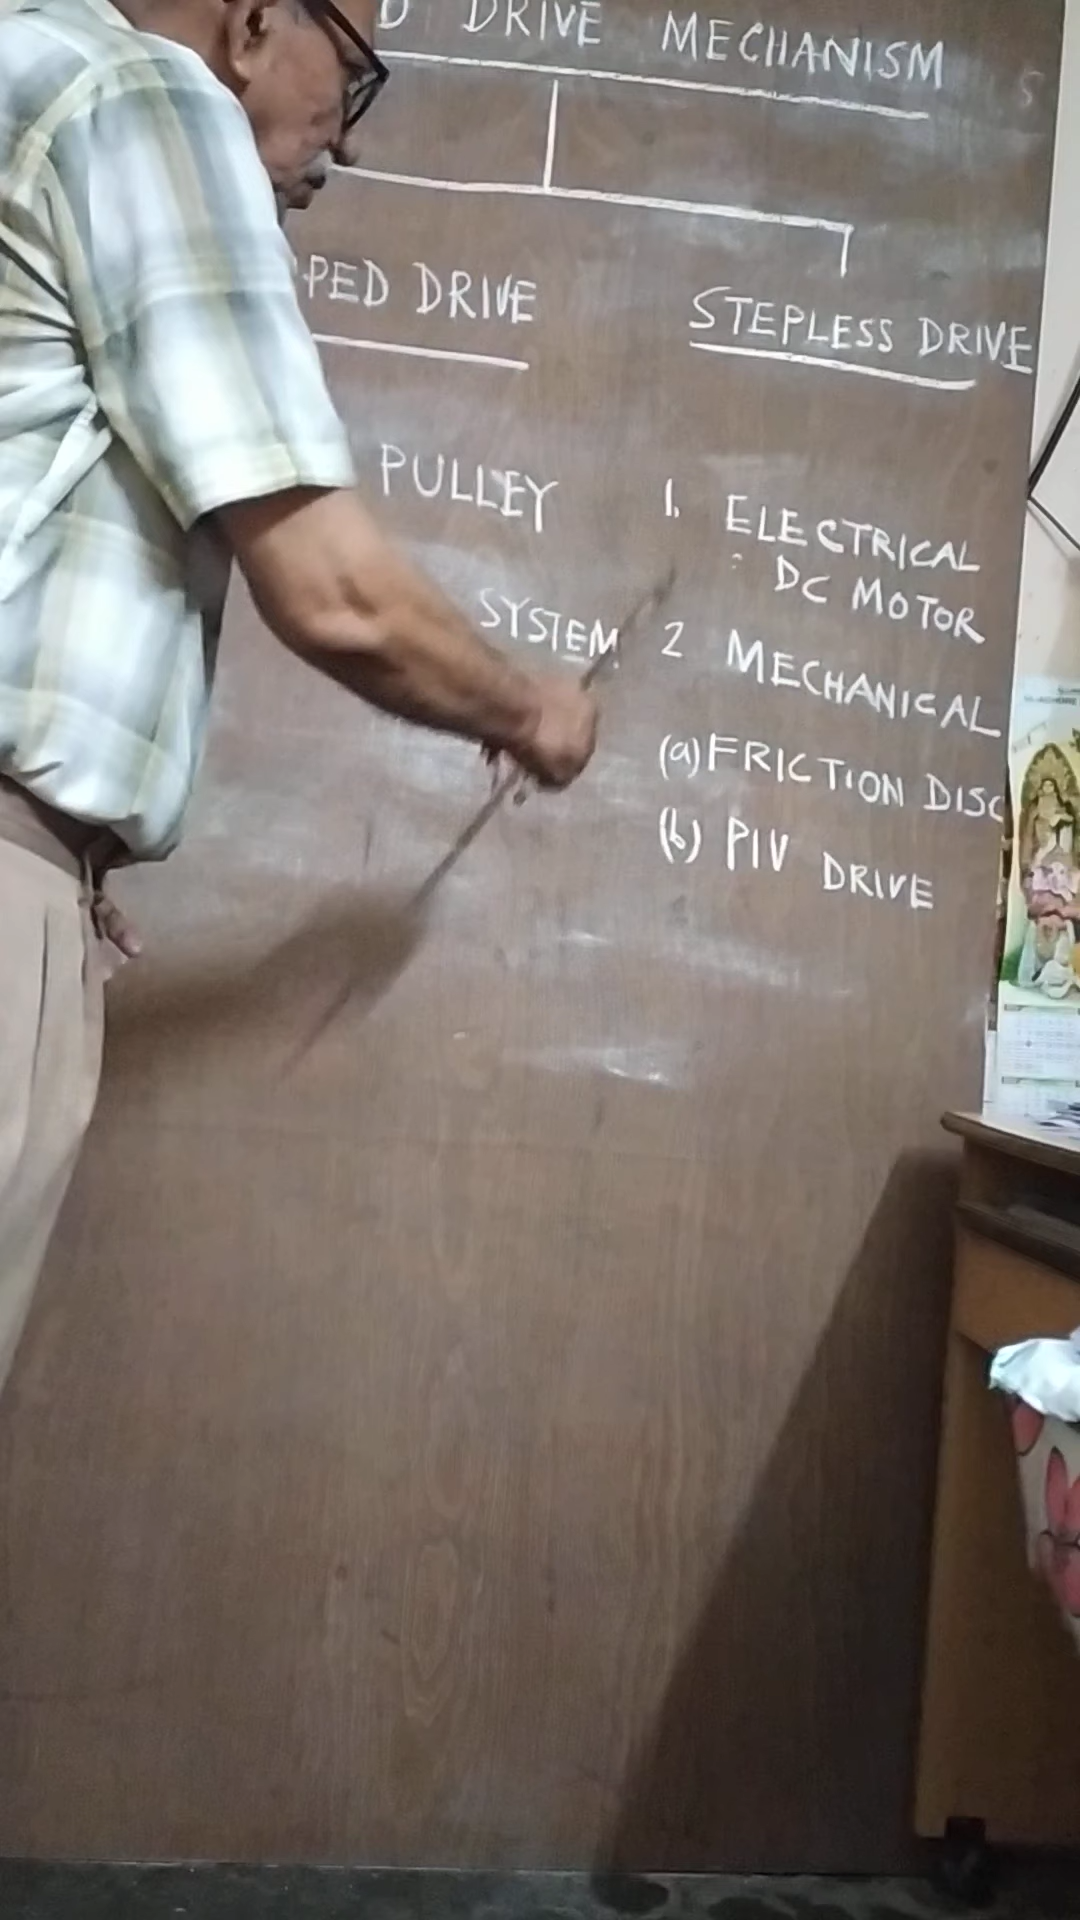 DRIVE MECHANISM
PED DRIVE
STEPLESS DRIVE
PULLEY
SYSTEM
1. ELECTRICAL
: DC MOTOR
2 MECHANICAL
(a) FRICTION DISC
(b) PIV DRIVE